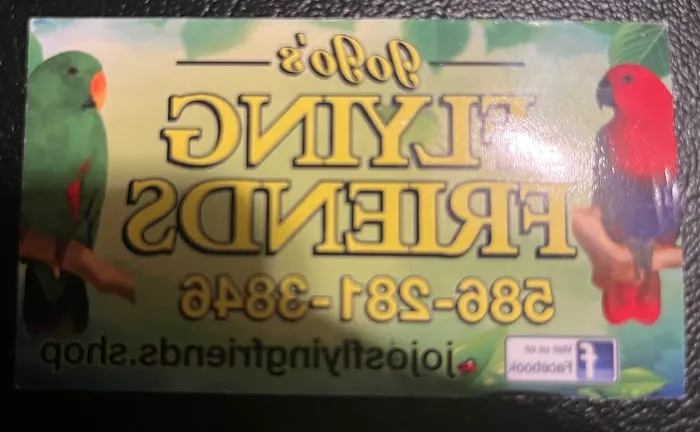 JoJo's
FLYING
FRIENDS
586-281-3846
jojosflyingfriends.shop
Visit us on
Facebook